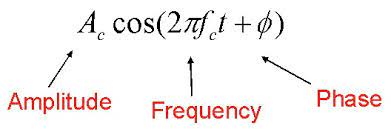 A_c cos(2πf_c t + ϕ)
Amplitude
Frequency
Phase